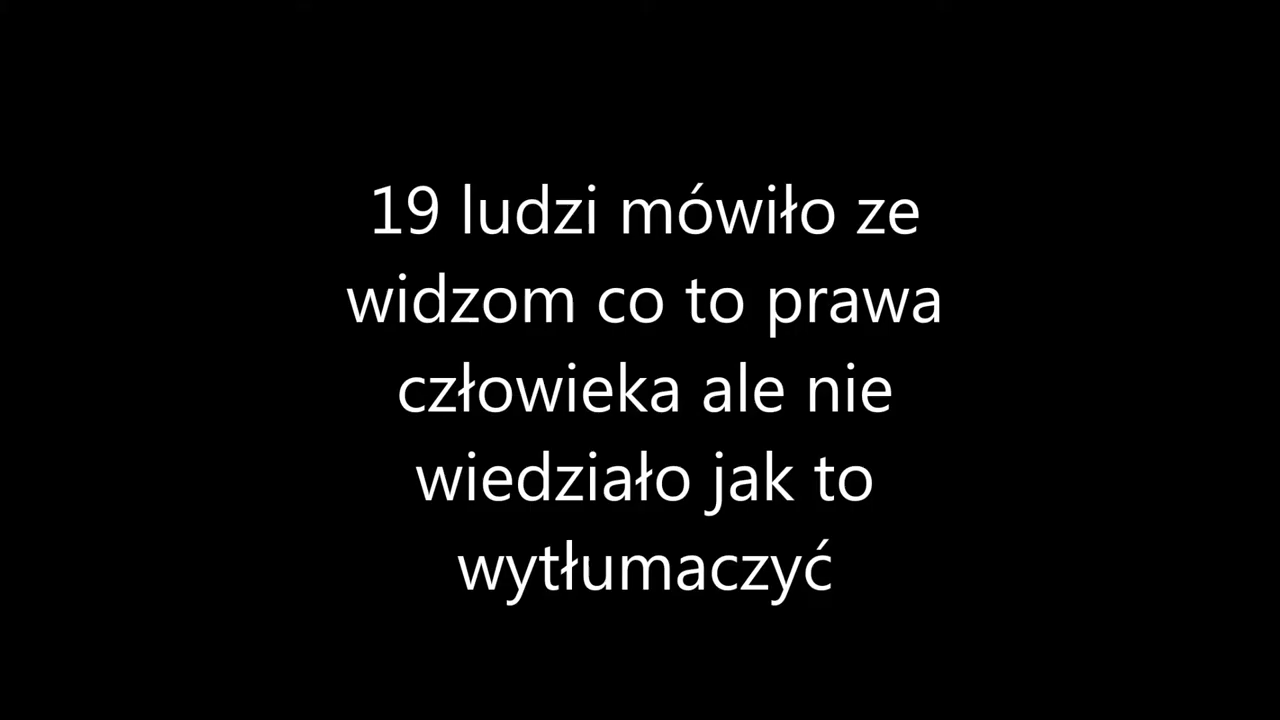 19 ludzi mówiło ze
widzom co to prawa
człowieka ale nie
wiedziało jak to
wytłumaczyć